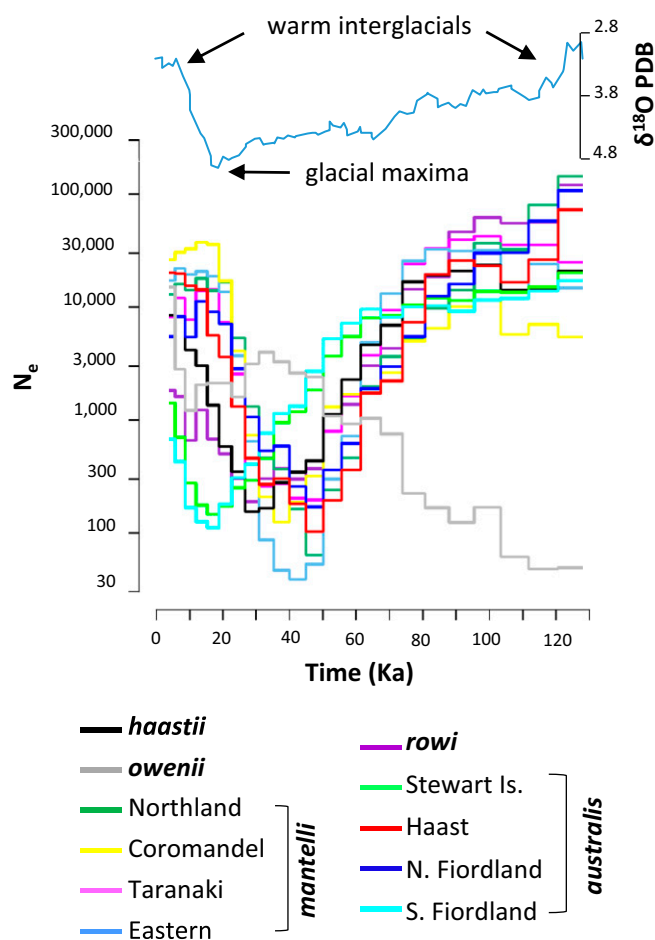 warm interglacials
2.8
3.8
4.8
δ18O PDB
glacial maxima
300,000
100,000
30,000
10,000
3,000
1,000
300
100
30
Ne
0 20 40 60 80 100 120
Time (Ka)
haastii
owenii
Northland
Coromandel
Taranaki
Eastern
mantelli
rowi
Stewart Is.
Haast
N. Fiordland
S. Fiordland
australis